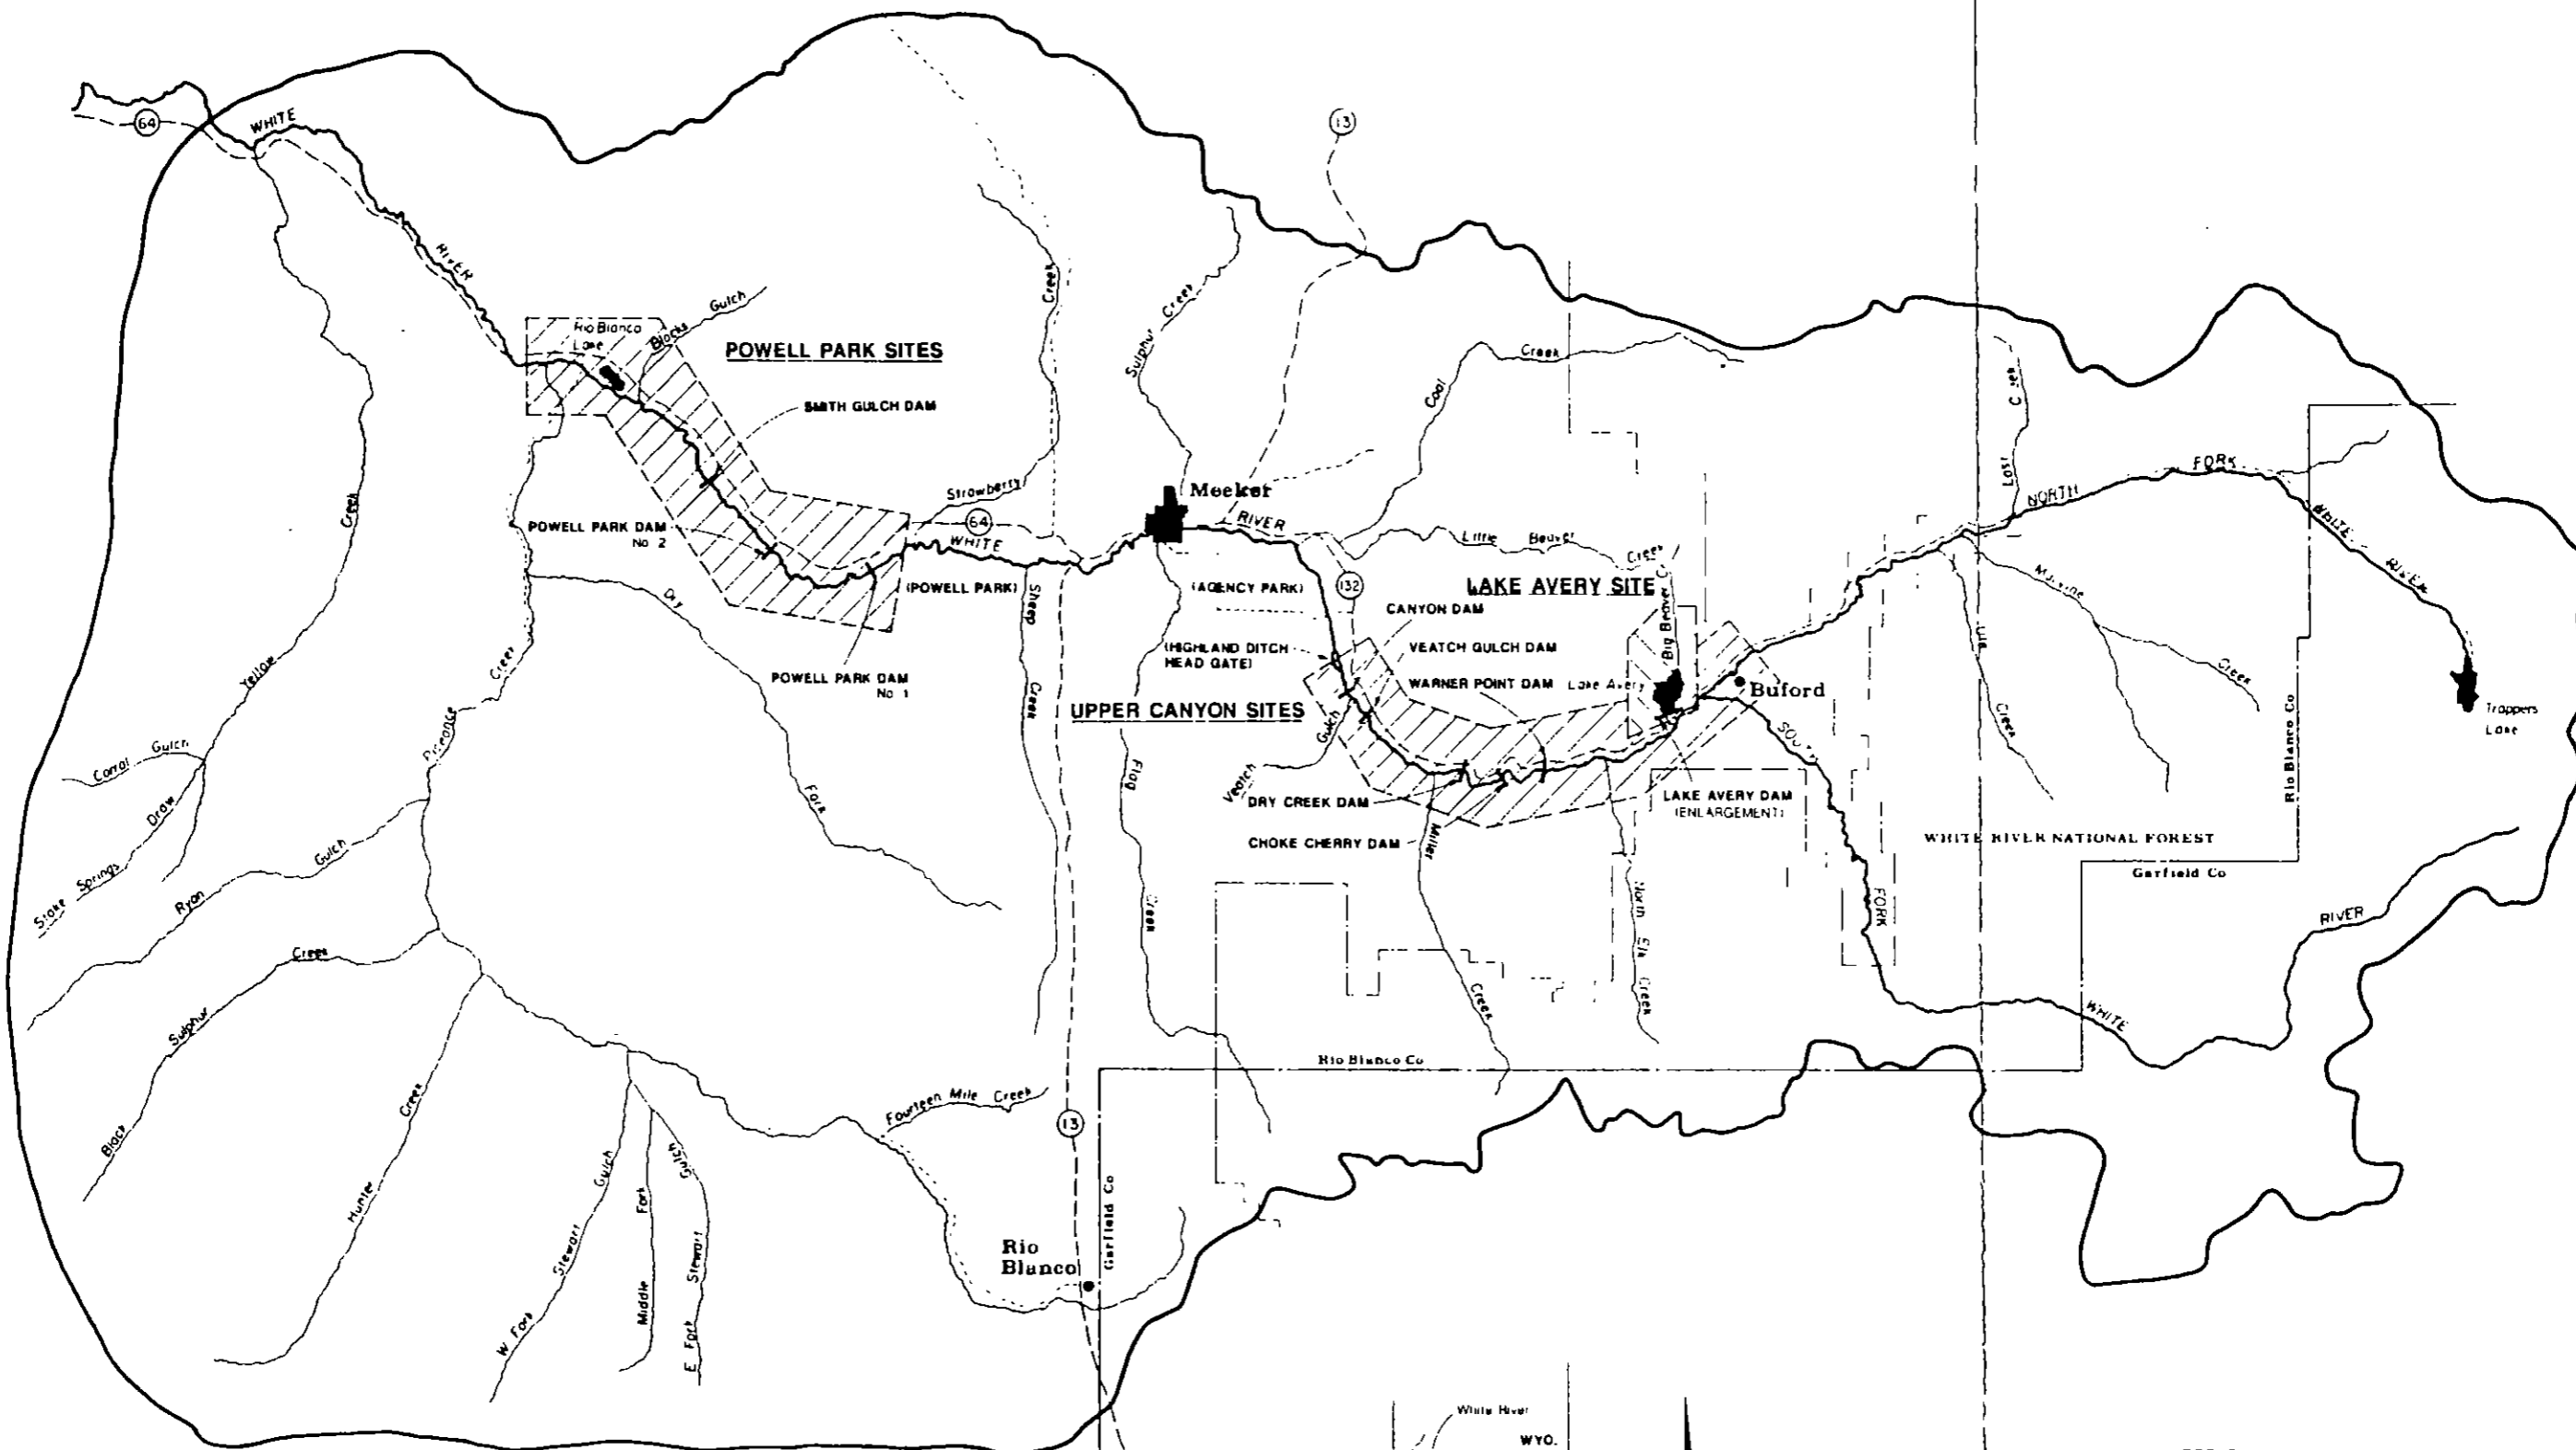 64
WHITE
RIVER
13
Rio Blanco
Lake
Blacks
Gulch
POWELL PARK SITES
SMITH GULCH DAM
POWELL PARK DAM
No 2
Strawberry
Creek
64
WHITE
(POWELL PARK)
POWELL PARK DAM
No 1
Sulphur Creek
Meeker
RIVER
Coal
Creek
Little Beaver
Creek
(AGENCY PARK)
132
LAKE AVERY SITE
CANYON DAM
(HIGHLAND DITCH
HEAD GATE)
VEATCH GULCH DAM
WARNER POINT DAM
Lake Avery
Big Beaver C
Buford
UPPER CANYON SITES
Veatch
Gulch
DRY CREEK DAM
CHOKE CHERRY DAM
LAKE AVERY DAM
(ENLARGEMENT)
Miller
Creek
North Elk Creek
SOUTH
FORK
WHITE
RIVER
Lost
Creek
NORTH
FORK
WHITE
RIVER
Marvine
Creek
Ute
Creek
Trappers
Lake
Rio Blanco Co
WHITE RIVER NATIONAL FOREST
Garfield Co
Rio Blanco Co
Garfield Co
Sheep
Creek
Flag
Creek
Dry
Fork
Yellow
Creek
Piceance
Creek
Corral Gulch
Stake Springs
Draw
Ryan
Gulch
Black
Sulphur
Creek
Hunter
Creek
W Fork
Stewart
Gulch
Middle
Fork
E Fork
Stewart
Gulch
Fourteen Mile Creek
13
Rio
Blanco
White River
WYO.